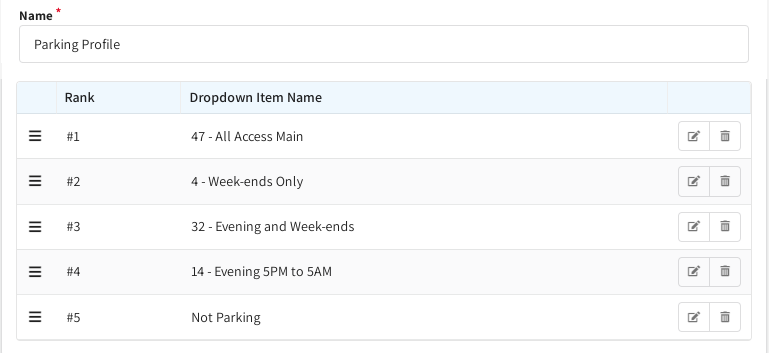 Name *
Parking Profile
Rank Dropdown Item Name
#1 47 - All Access Main
#2 4 - Week-ends Only
#3 32 - Evening and Week-ends
#4 14 - Evening 5PM to 5AM
#5 Not Parking